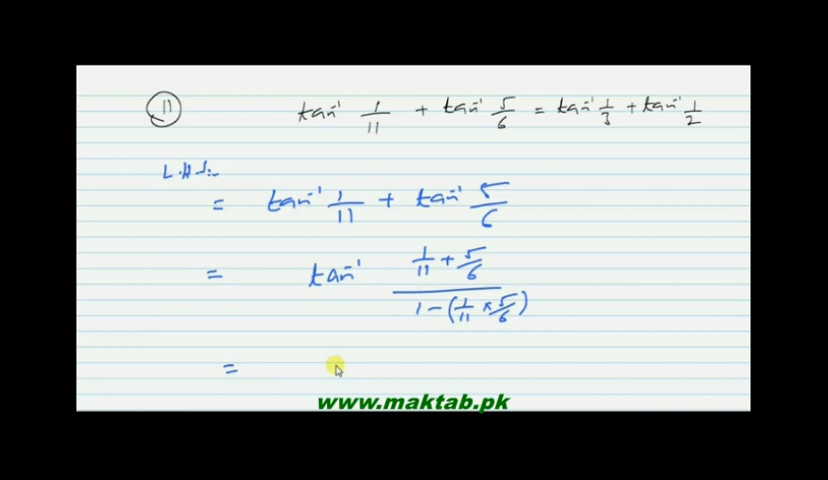 11 tan⁻¹ 1/11 + tan⁻¹ 5/6 = tan⁻¹ 1/3 + tan⁻¹ 1/2
L.H.S.
= tan⁻¹ 1/11 + tan⁻¹ 5/6
= tan⁻¹ (1/11 + 5/6)/(1 - (1/11 × 5/6))
=
www.maktab.pk